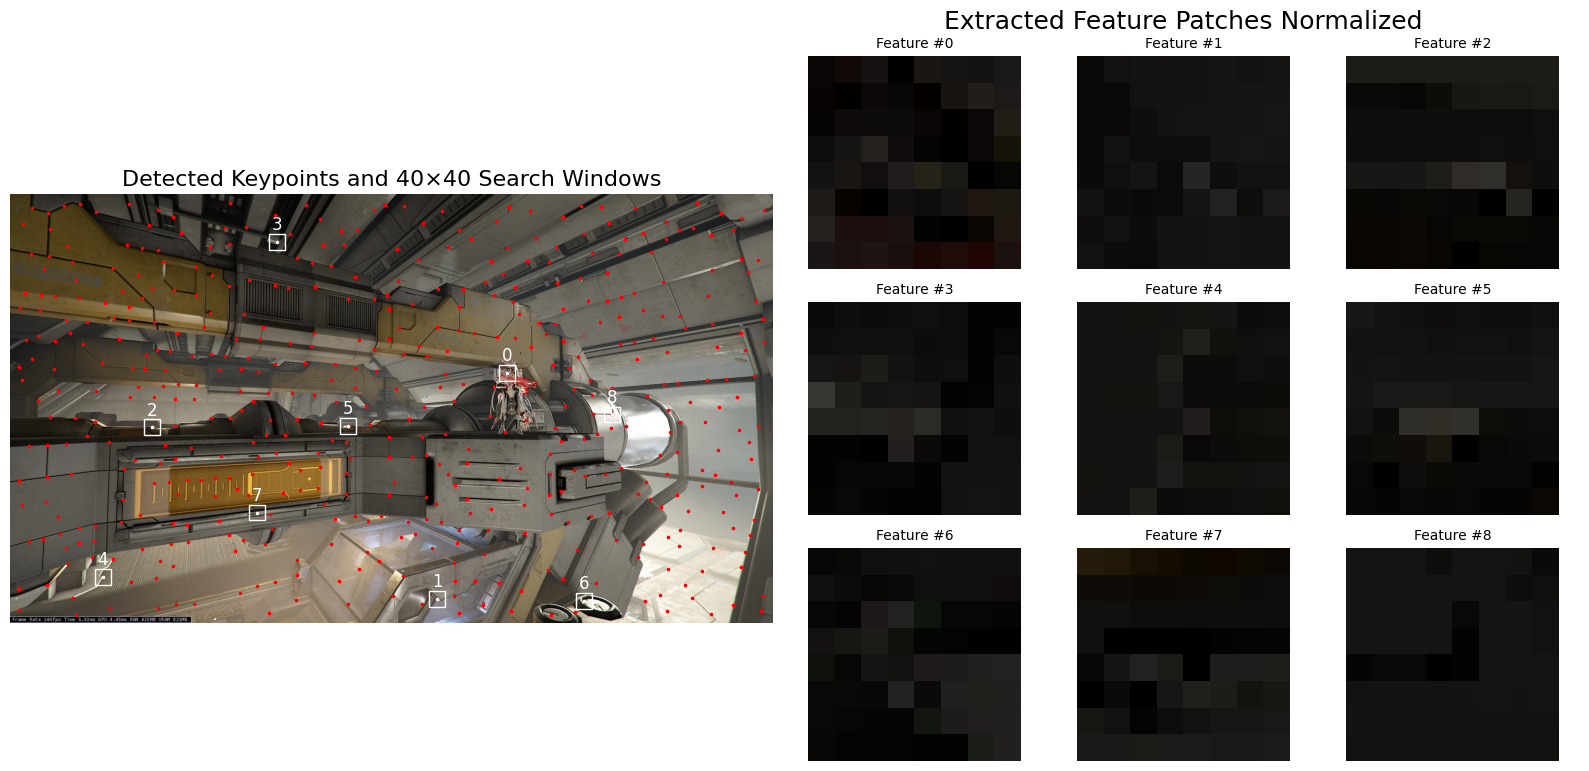 Extracted Feature Patches Normalized
Detected Keypoints and 40×40 Search Windows
3
0
8
2
5
7
4
1
6
Feature #0
Feature #1
Feature #2
Feature #3
Feature #4
Feature #5
Feature #6
Feature #7
Feature #8